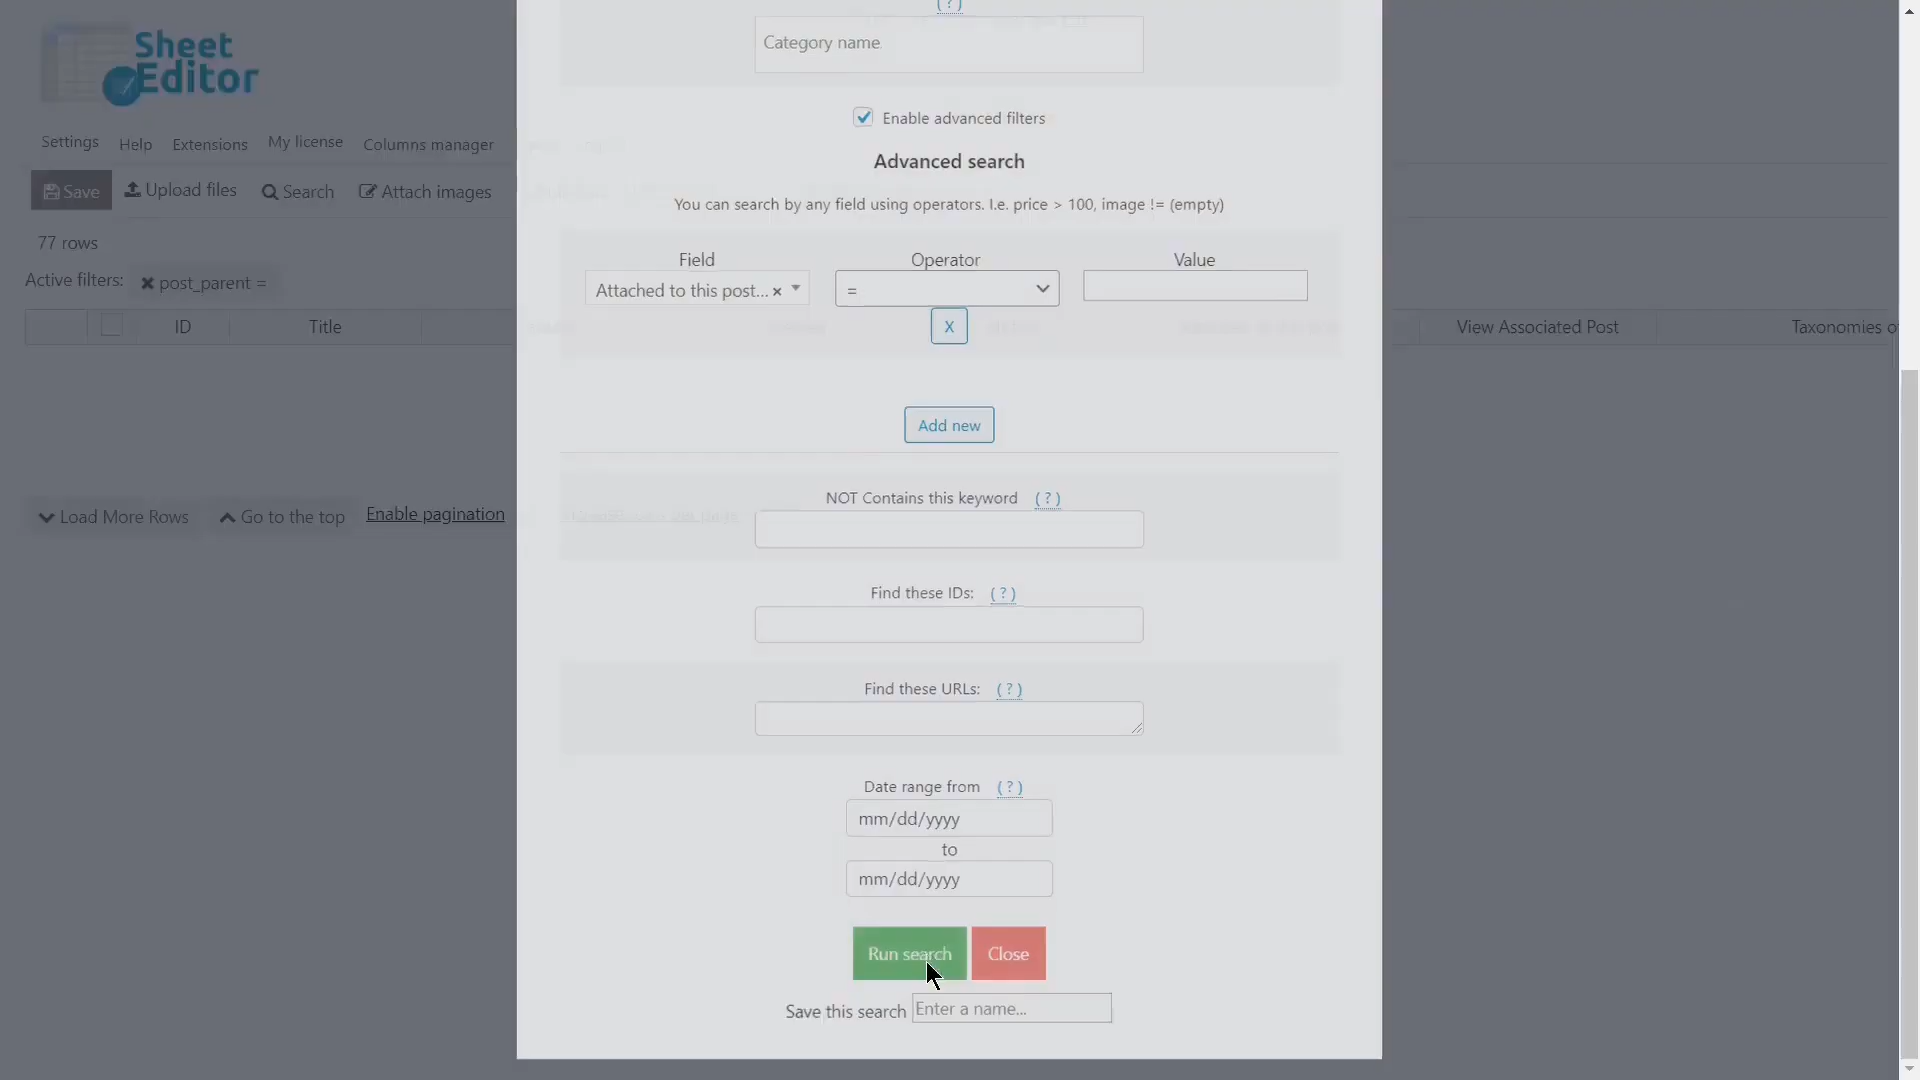 ( ? )
Category name
Sheet
Editor
Enable advanced filters
Settings Help Extensions My license Columns manager
Advanced search
Save Upload files Search Attach images
You can search by any field using operators. I.e. price > 100, image != (empty)
77 rows
Field Operator Value
Active filters: ✖ post_parent =
Attached to this post... × =
X
ID Title View Associated Post Taxonomies o
Add new
NOT Contains this keyword ( ? )
Load More Rows Go to the top Enable pagination
Find these IDs: ( ? )
Find these URLs: ( ? )
Date range from ( ? )
mm/dd/yyyy
to
mm/dd/yyyy
Run search Close
Save this search Enter a name...